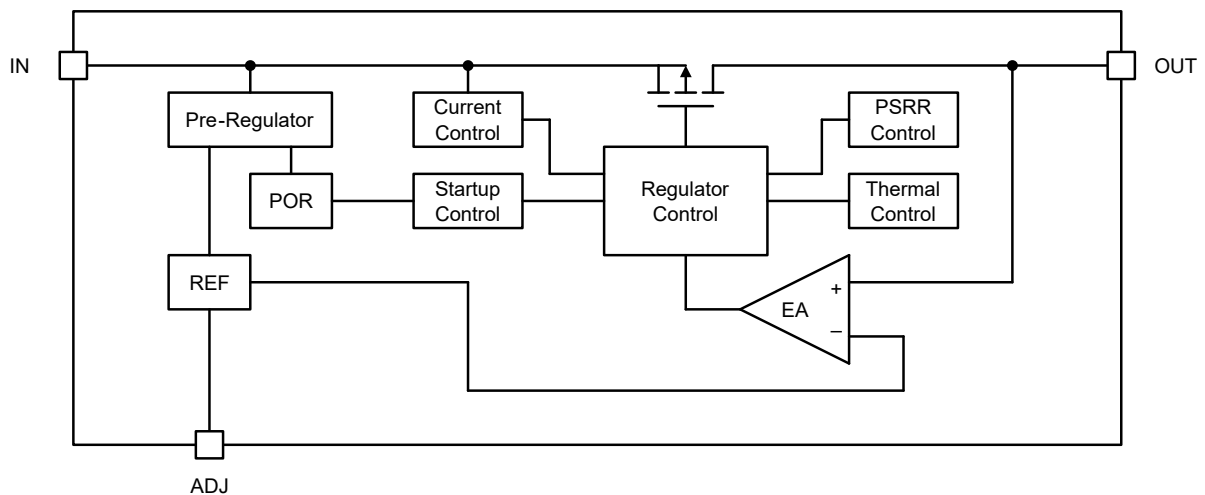 IN
OUT
Pre-Regulator
Current
Control
PSRR
Control
POR
Startup
Control
Regulator
Control
Thermal
Control
REF
EA
+
–
ADJ